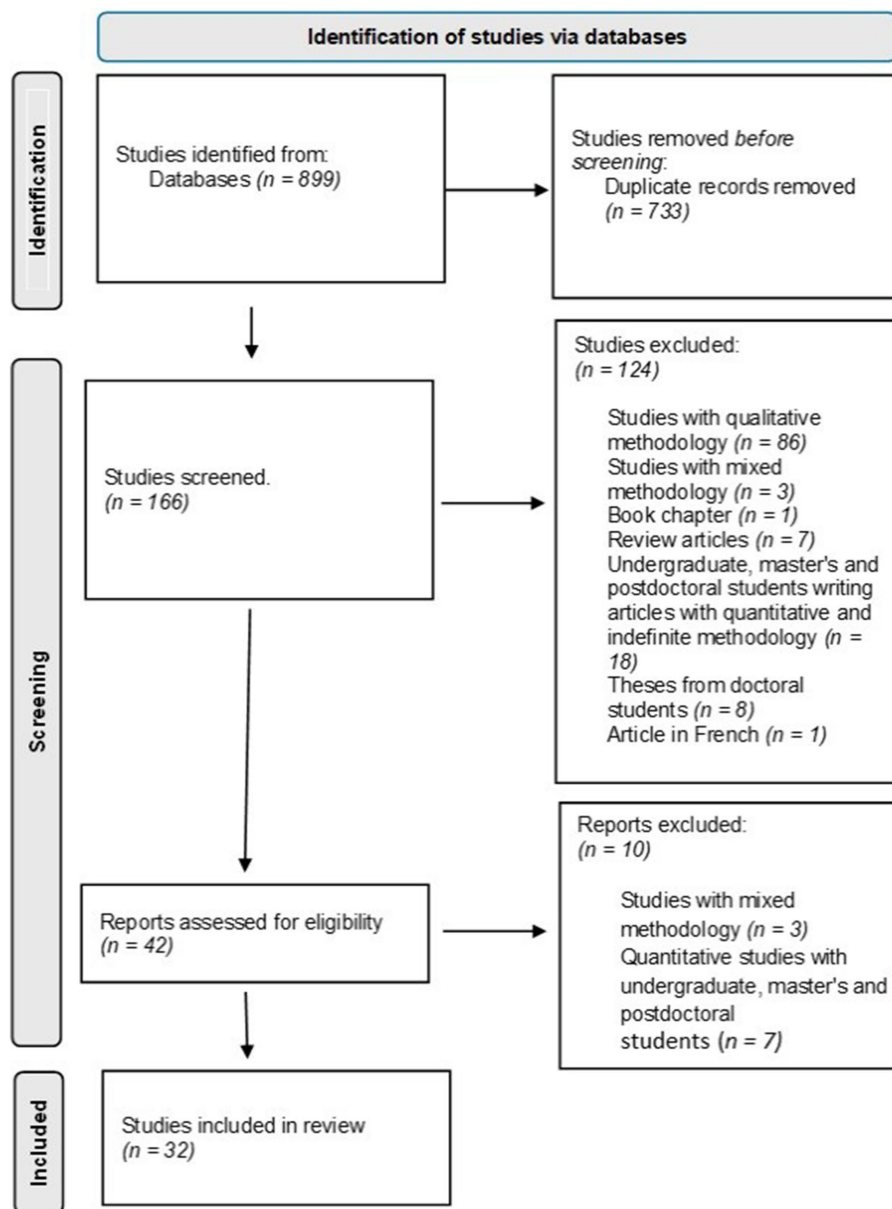 Identification of studies via databases
Identification
Studies identified from:
Databases (n = 899)
Studies removed before
screening:
Duplicate records removed
(n = 733)
Screening
Studies screened.
(n = 166)
Studies excluded:
(n = 124)
Studies with qualitative
methodology (n = 86)
Studies with mixed
methodology (n = 3)
Book chapter (n = 1)
Review articles (n = 7)
Undergraduate, master's and
postdoctoral students writing
articles with quantitative and
indefinite methodology (n =
18)
Theses from doctoral
students (n = 8)
Article in French (n = 1)
Reports assessed for eligibility
(n = 42)
Reports excluded:
(n = 10)
Studies with mixed
methodology (n = 3)
Quantitative studies with
undergraduate, master's and
postdoctoral
students (n = 7)
Included
Studies included in review
(n = 32)